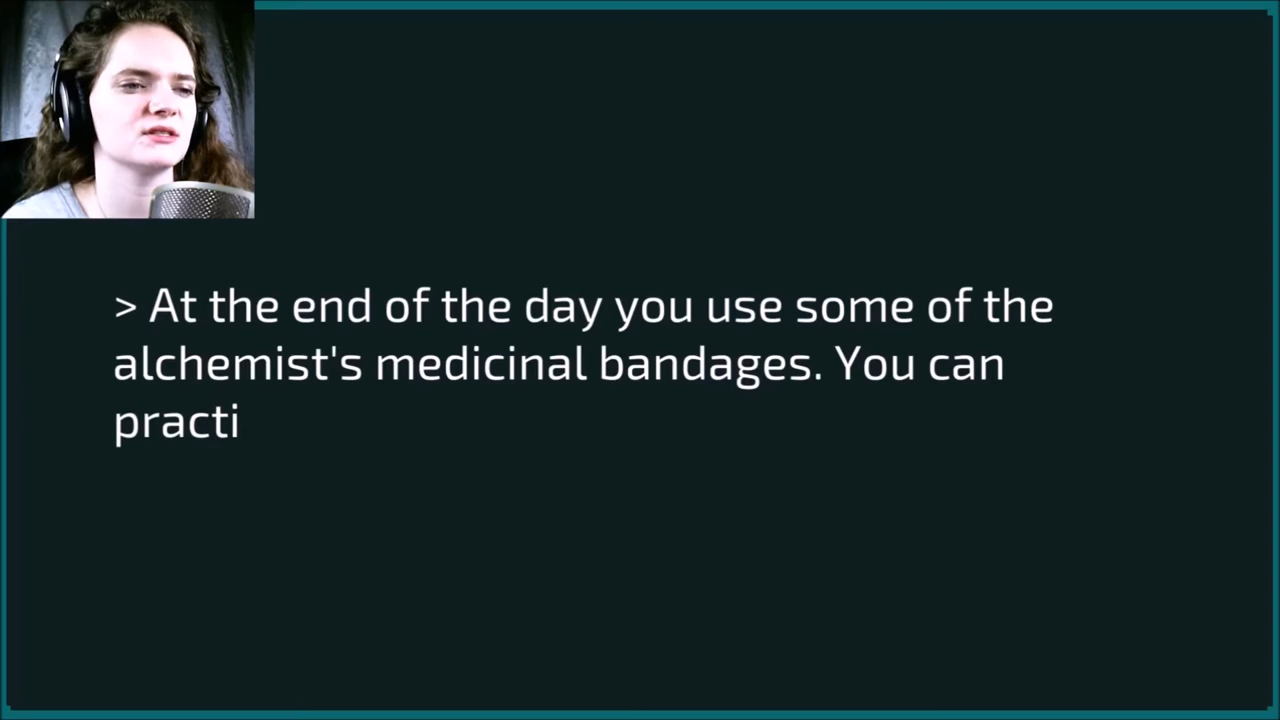 > At the end of the day you use some of the
alchemist's medicinal bandages. You can
practi